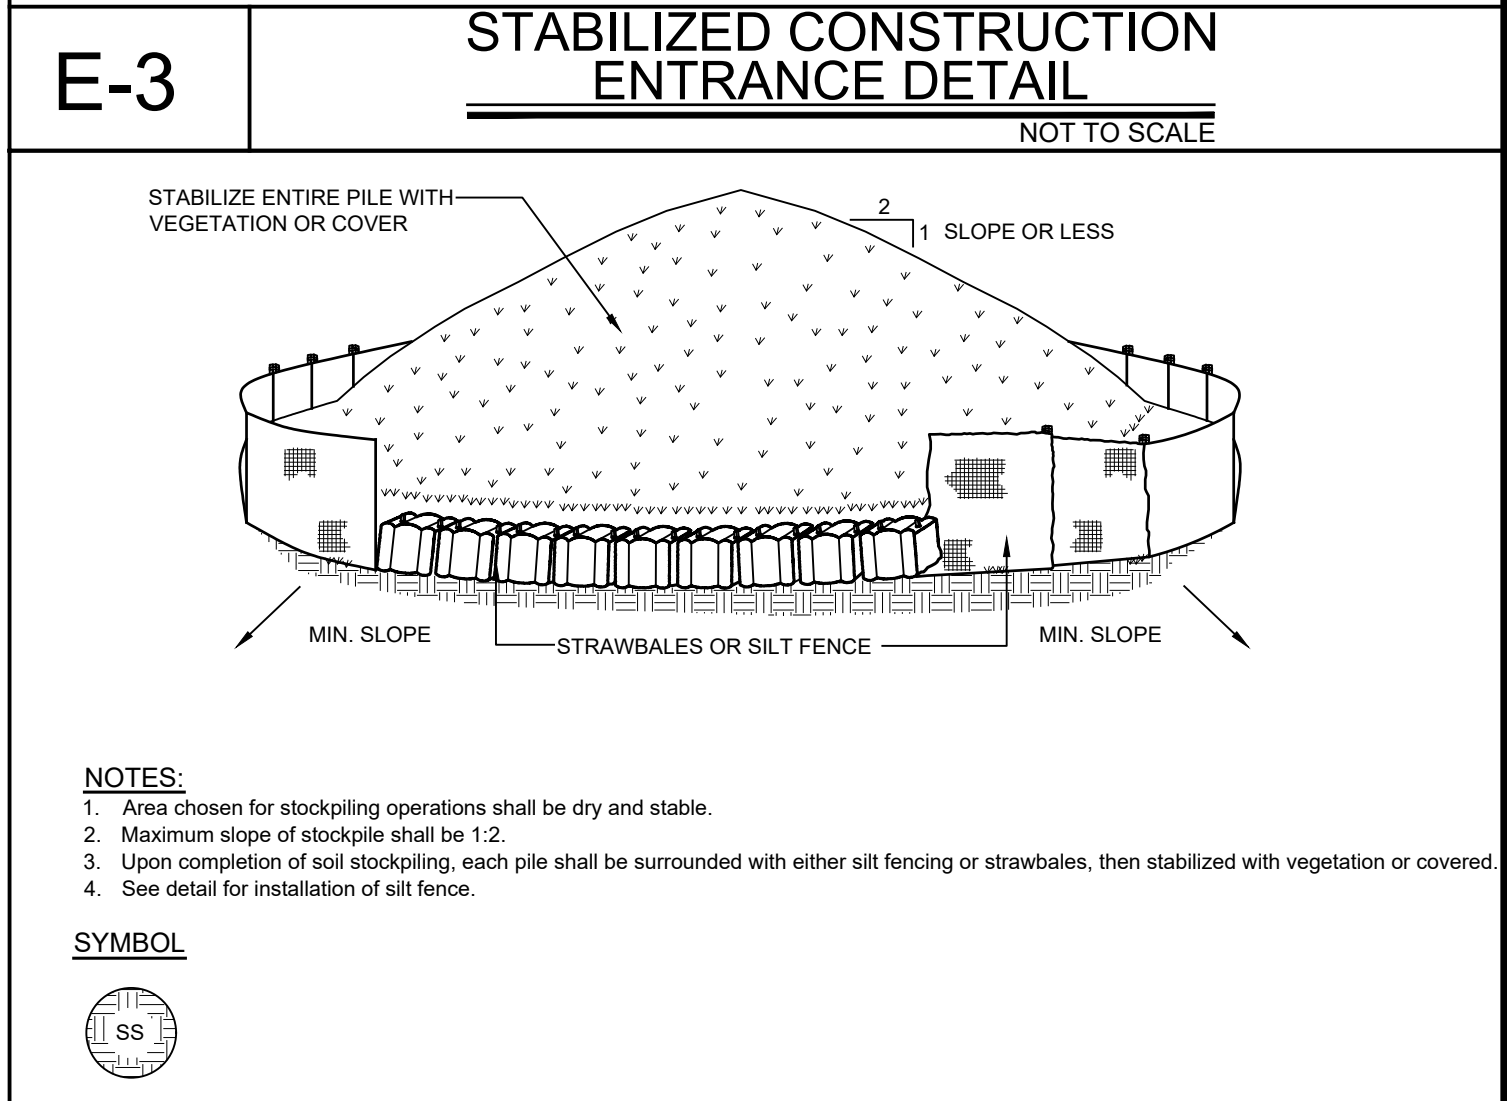 E-3
STABILIZED CONSTRUCTION
ENTRANCE DETAIL
NOT TO SCALE
STABILIZE ENTIRE PILE WITH
VEGETATION OR COVER
2
1 SLOPE OR LESS
MIN. SLOPE
STRAWBALES OR SILT FENCE
MIN. SLOPE
NOTES:
1. Area chosen for stockpiling operations shall be dry and stable.
2. Maximum slope of stockpile shall be 1:2.
3. Upon completion of soil stockpiling, each pile shall be surrounded with either silt fencing or strawbales, then stabilized with vegetation or covered.
4. See detail for installation of silt fence.
SYMBOL
SS